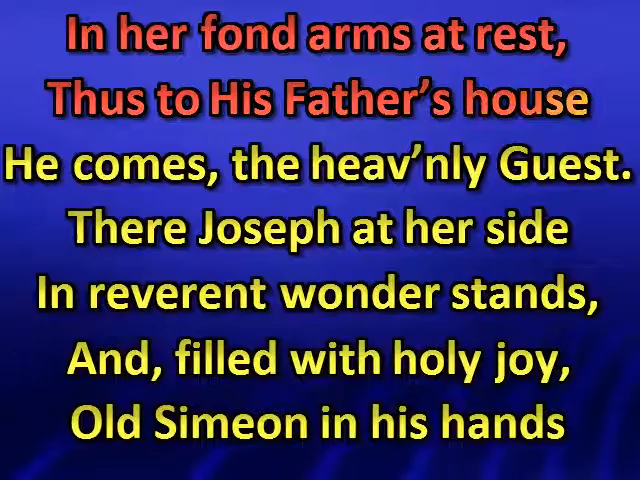 In her fond arms at rest,
Thus to His Father’s house
He comes, the heav’nly Guest.
There Joseph at her side
In reverent wonder stands,
And, filled with holy joy,
Old Simeon in his hands